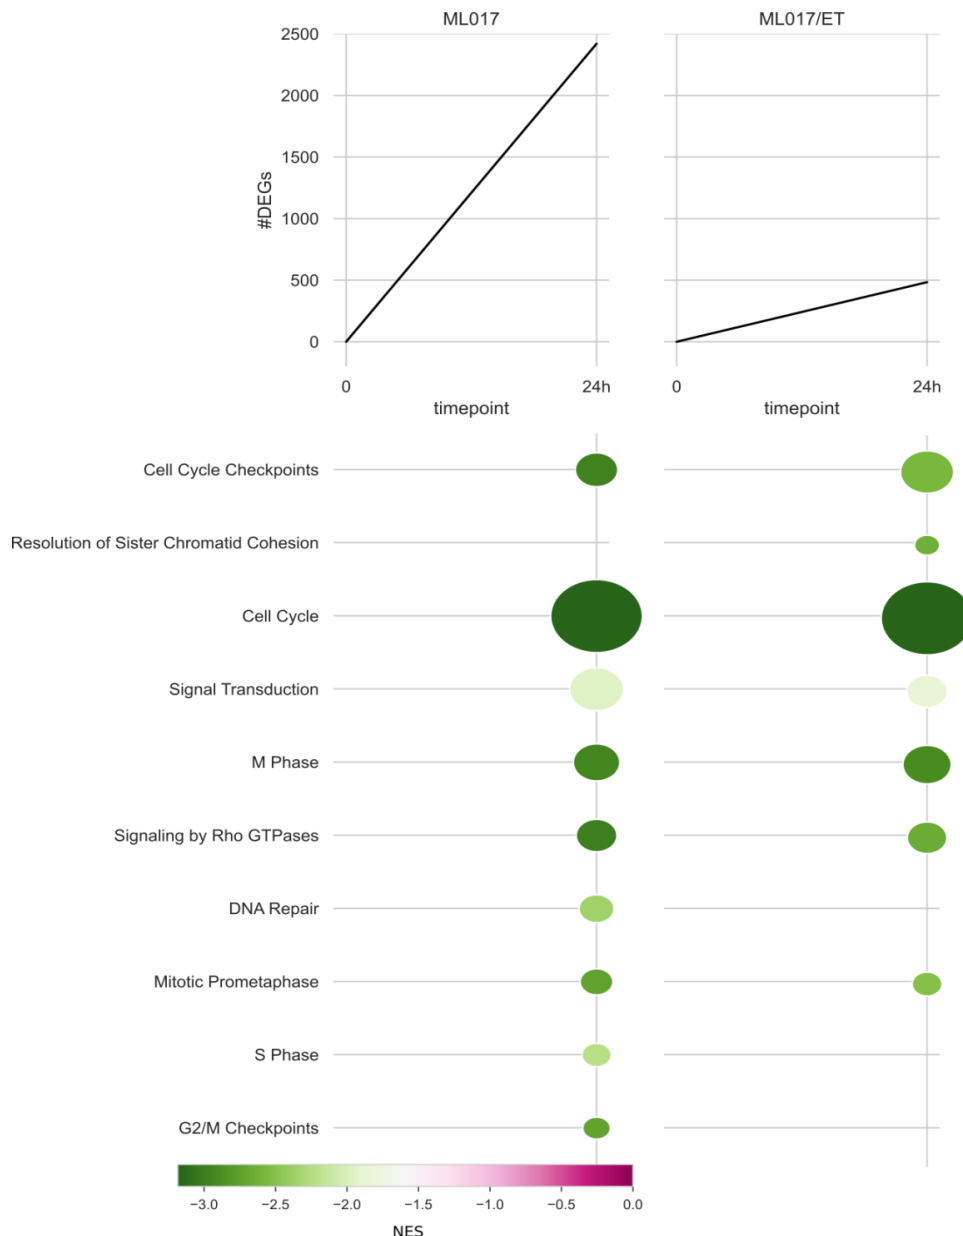 ML017
ML017/ET
2500
2000
1500
1000
500
0
#DEGs
0
24h
0
24h
timepoint
timepoint
Cell Cycle Checkpoints
Resolution of Sister Chromatid Cohesion
Cell Cycle
Signal Transduction
M Phase
Signaling by Rho GTPases
DNA Repair
Mitotic Prometaphase
S Phase
G2/M Checkpoints
−3.0
−2.5
−2.0
−1.5
−1.0
−0.5
0.0
NES